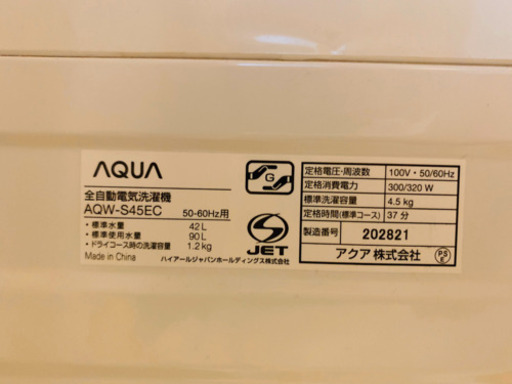 AQUA
全自動電気洗濯機
AQW-S45EC 50-60Hz用
・標準水量 42L
・標準使用水量 90L
・ドライコース時の洗濯容量 1.2kg
Made in China
G
JET
ハイアールジャパンホールディングス株式会社
定格電圧・周波数 100V・50/60Hz
定格消費電力 300/320W
標準洗濯容量 4.5kg
定格時間(標準コース) 37分
製造番号 202821
アクア株式会社
PS
E